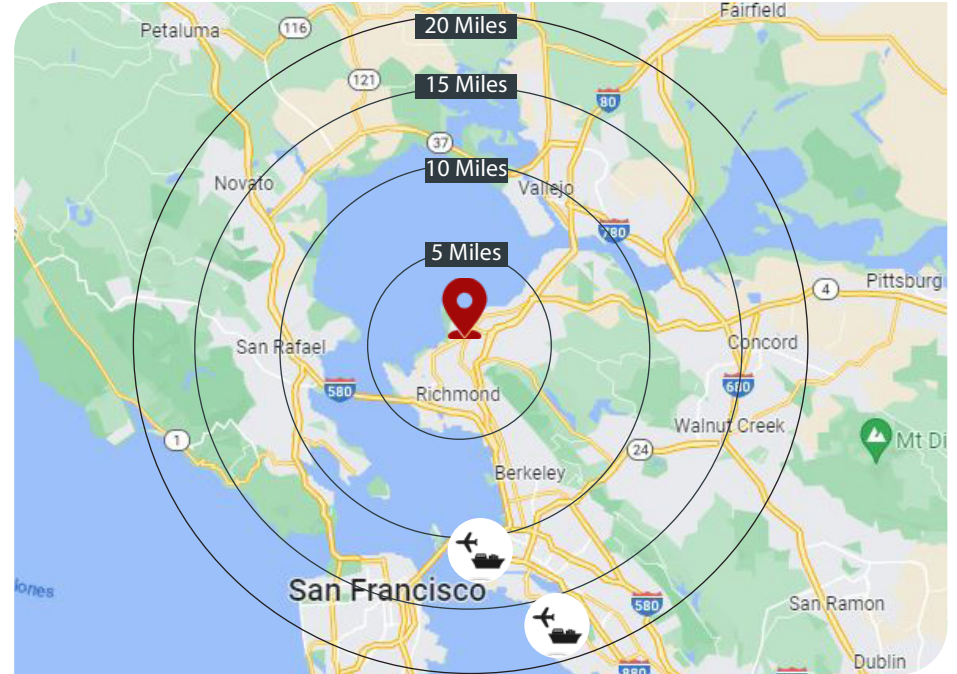 Fairfield
20 Miles
Petaluma
116
121
15 Miles
80
37
10 Miles
Novato
Vallejo
780
5 Miles
Pittsburg
4
San Rafael
Concord
580
Richmond
680
Walnut Creek
1
24
Mt Di
Berkeley
San Francisco
lones
580
San Ramon
Dublin
880